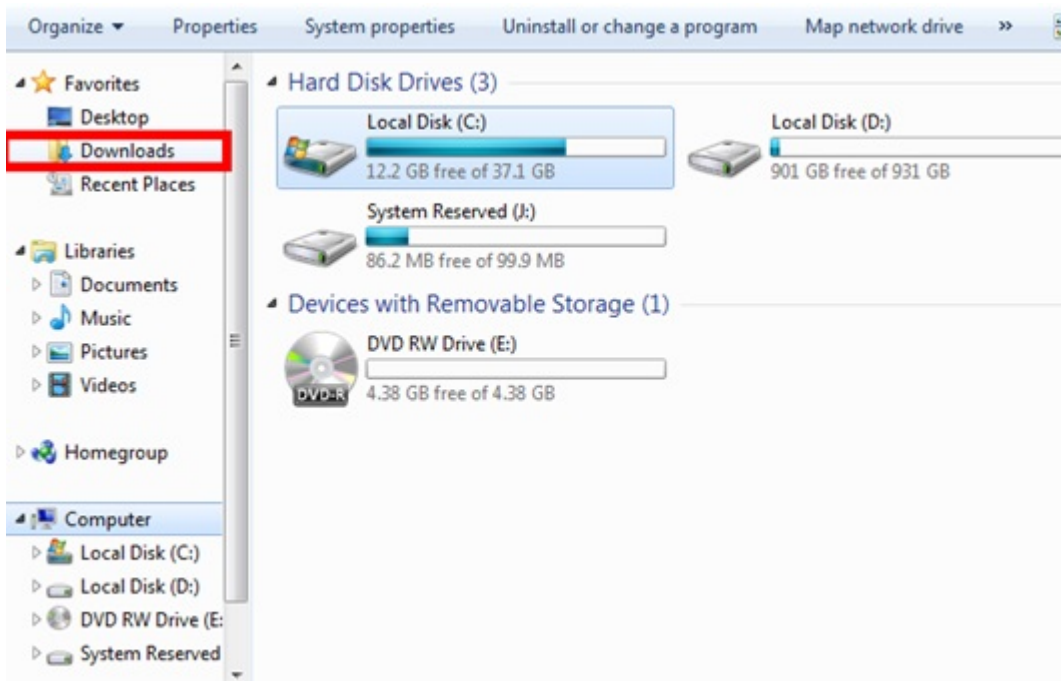 Organize Properties System properties Uninstall or change a program Map network drive »
Favorites
Desktop
Downloads
Recent Places
Libraries
Documents
Music
Pictures
Videos
Homegroup
Computer
Local Disk (C:)
Local Disk (D:)
DVD RW Drive (E:
System Reserved
Hard Disk Drives (3)
Local Disk (C:)
12.2 GB free of 37.1 GB
Local Disk (D:)
901 GB free of 931 GB
System Reserved (J:)
86.2 MB free of 99.9 MB
Devices with Removable Storage (1)
DVD RW Drive (E:)
DVD-R
4.38 GB free of 4.38 GB